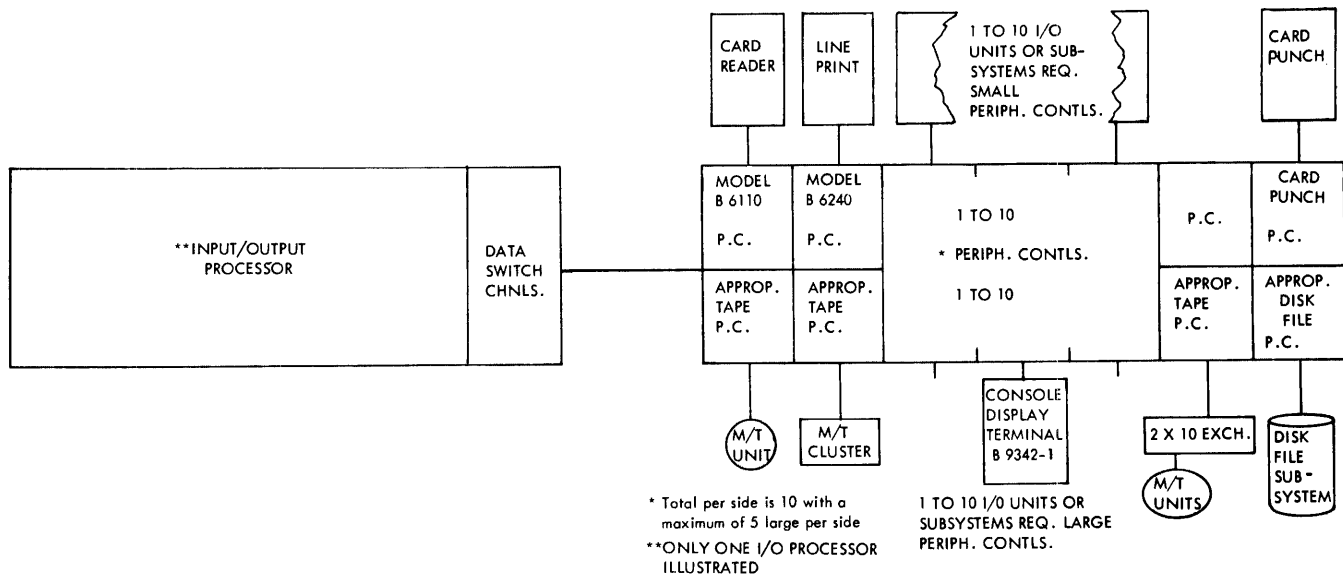 CARD
READER
LINE
PRINT
1 TO 10 I/O
UNITS OR SUB-
SYSTEMS REQ.
SMALL
PERIPH. CONTLS.
CARD
PUNCH
**INPUT/OUTPUT
PROCESSOR
DATA
SWITCH
CHNLS.
MODEL
B 6110
P.C.
MODEL
B 6240
P.C.
1 TO 10
* PERIPH. CONTLS.
1 TO 10
P.C.
CARD
PUNCH
P.C.
APPROP.
TAPE
P.C.
APPROP.
TAPE
P.C.
APPROP.
TAPE
P.C.
APPROP.
DISK
FILE
P.C.
M/T
UNIT
M/T
CLUSTER
CONSOLE
DISPLAY
TERMINAL
B 9342-1
2 X 10 EXCH.
M/T
UNITS
DISK
FILE
SUB-
SYSTEM
* Total per side is 10 with a
maximum of 5 large per side
**ONLY ONE I/O PROCESSOR
ILLUSTRATED
1 TO 10 I/0 UNITS OR
SUBSYSTEMS REQ. LARGE
PERIPH. CONTLS.